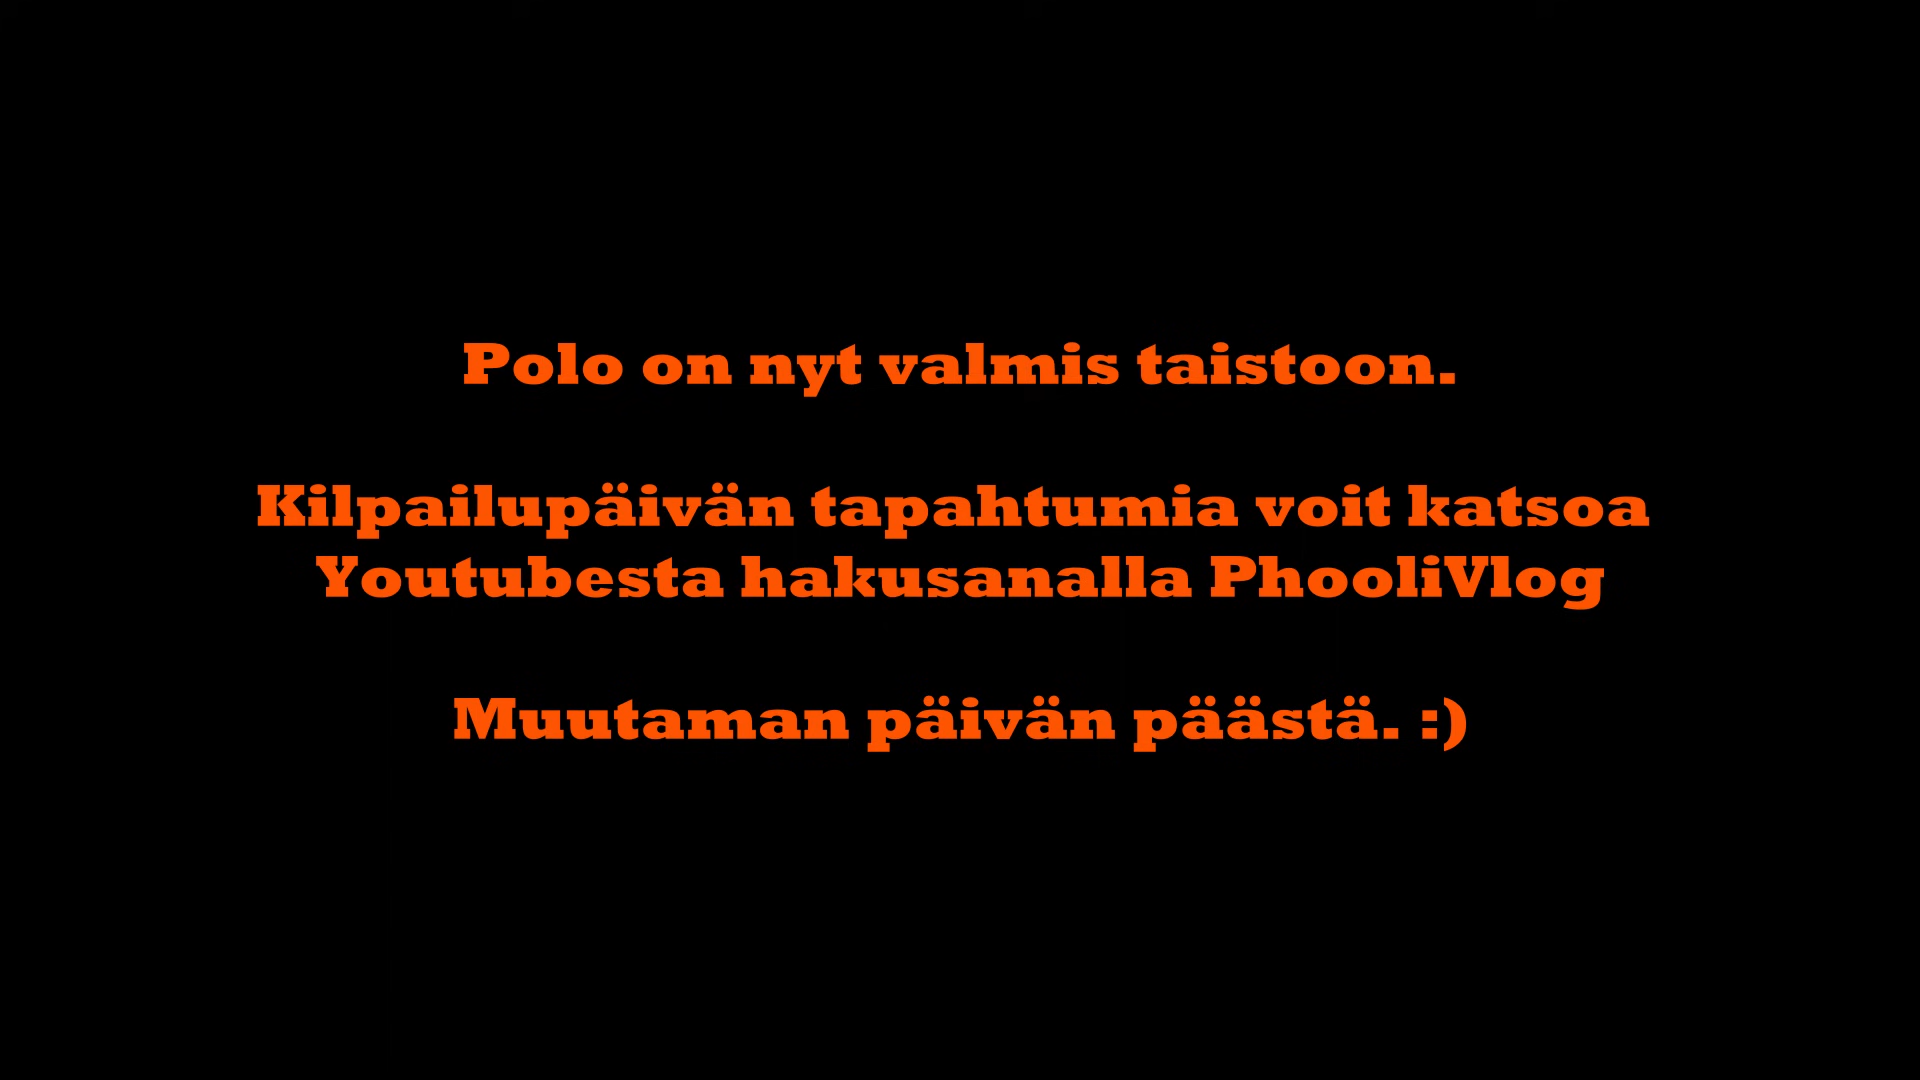 Polo on nyt valmis taistoon.
Kilpailupäivän tapahtumia voit katsoa
Youtubesta hakusanalla PhooliVlog
Muutaman päivän päästä. :)